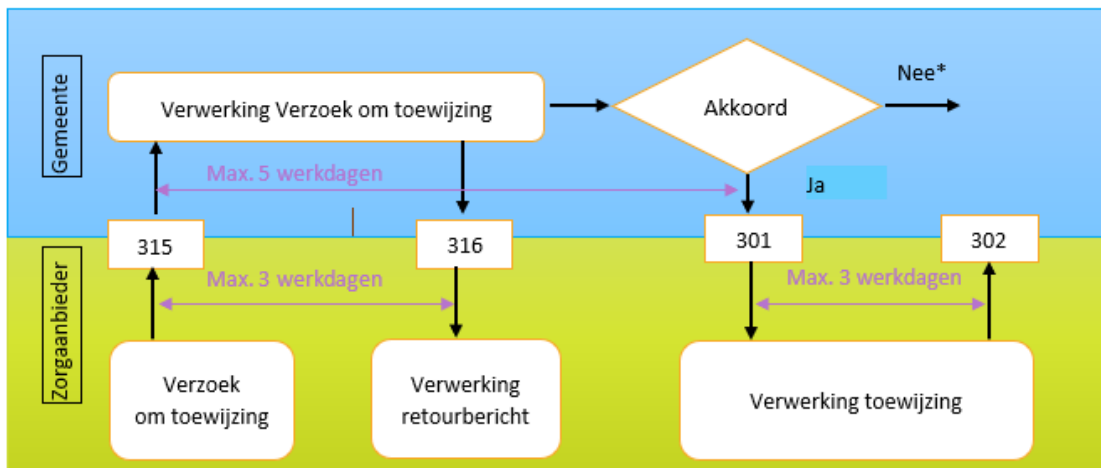 Gemeente
Verwerking Verzoek om toewijzing
Akkoord
Nee*
Max. 5 werkdagen
Ja
315
316
301
302
Zorgaanbieder
Max. 3 werkdagen
Max. 3 werkdagen
Verzoek
om toewijzing
Verwerking
retourbericht
Verwerking toewijzing